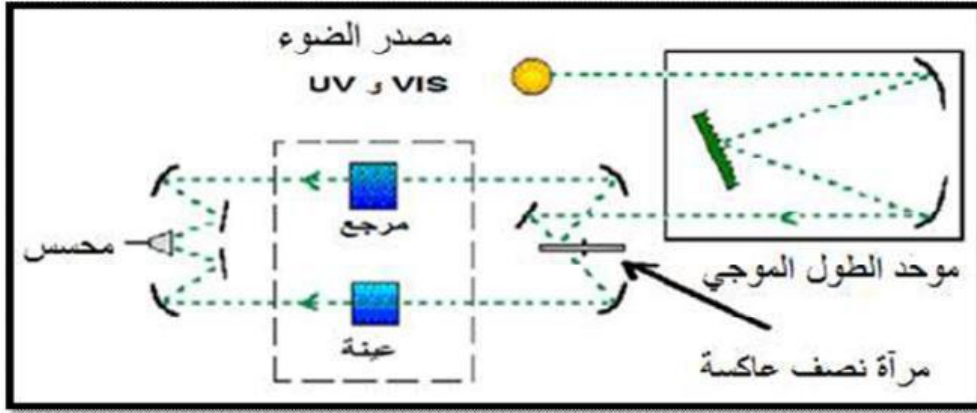 مصدر الضوء
UV و VIS
مرجع
محسس
موحد الطول الموجي
عينة
مرآة نصف عاكسة